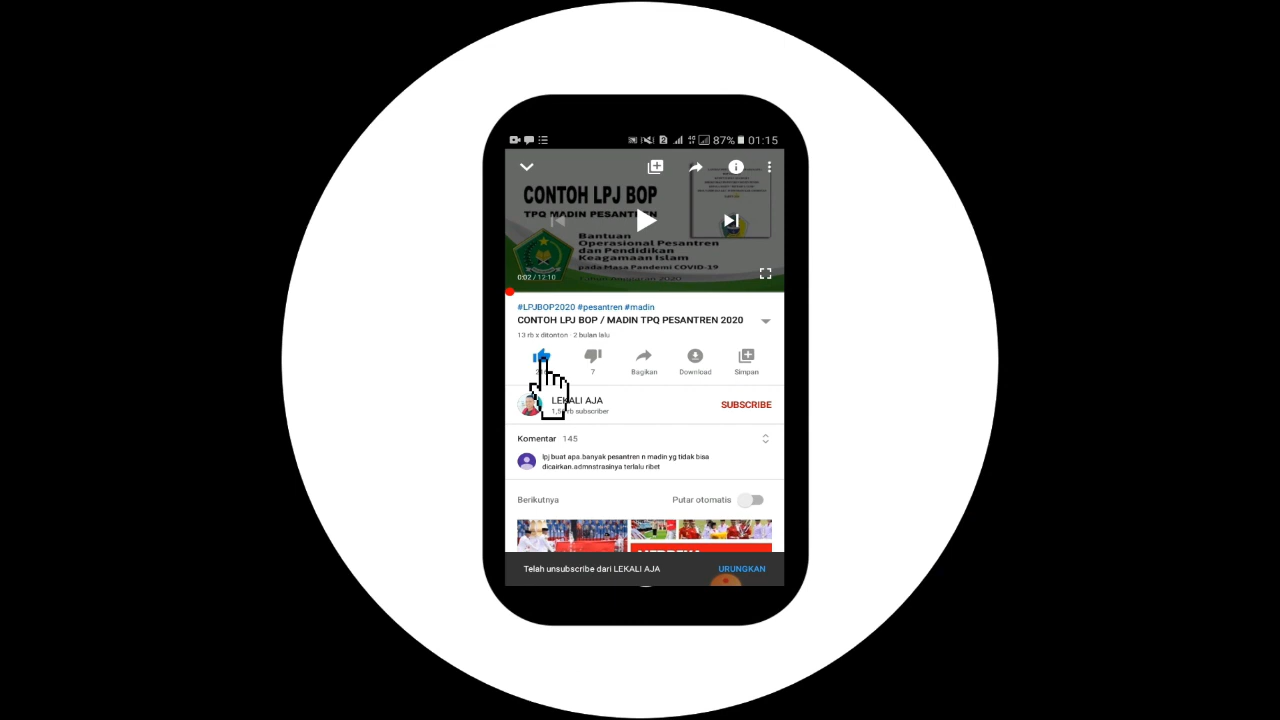 87% 01:15
CONTOH LPJ BOP
TPQ MADIN PESANTREN
Bantuan
Operasional Pesantren
dan Pendidikan
Keagamaan Islam
pada Masa Pandemi COVID-19
0:02 / 12:10
#LPJBOP2020 #pesantren #madin
CONTOH LPJ BOP / MADIN TPQ PESANTREN 2020
13 rb x ditonton · 2 bulan lalu
7 Bagikan Download Simpan
LEKALI AJA SUBSCRIBE
subscriber
Komentar 145
lpj buat apa.banyak pesantren n madin yg tidak bisa
dicairkan.admnstrasinya terlalu ribet
Berikutnya Putar otomatis
MERDEKA
Telah unsubscribe dari LEKALI AJA URUNGKAN